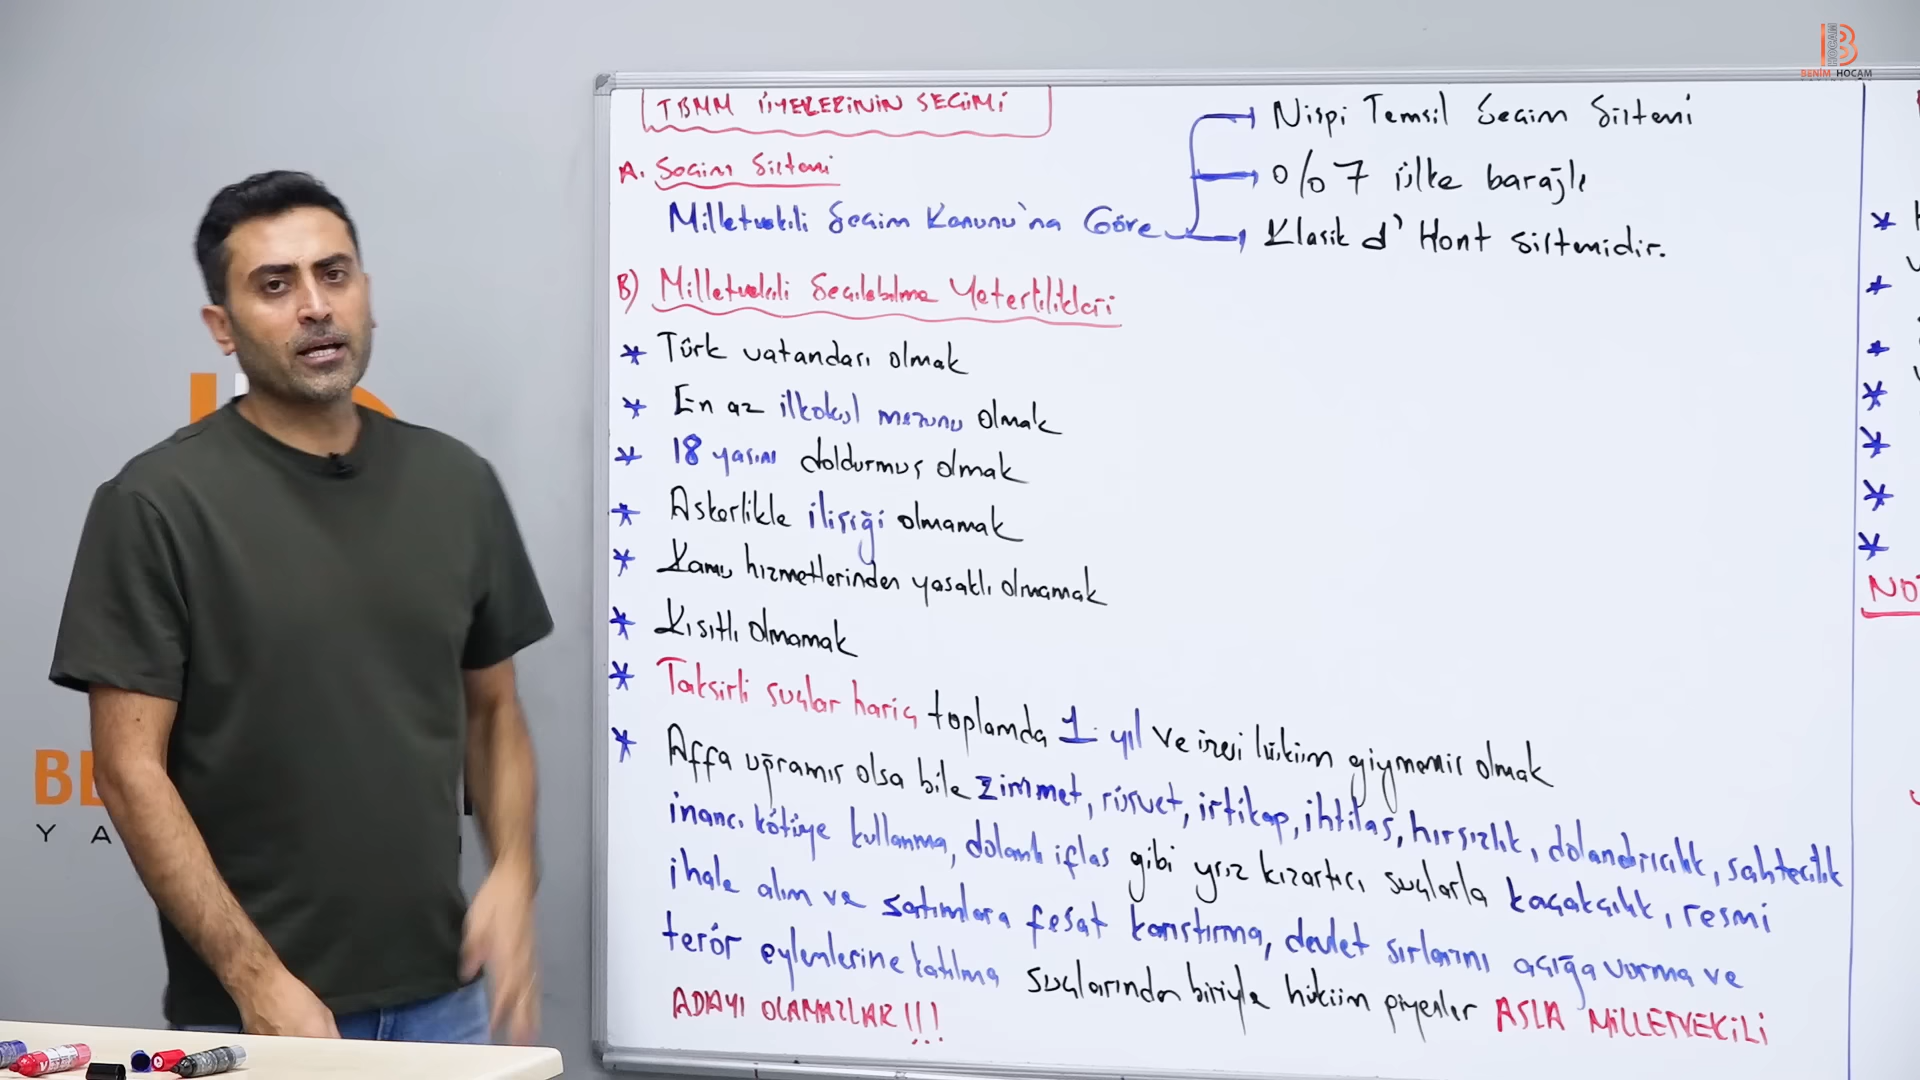 BENİM HOCAM
TBMM ÜYELERİNİN SEÇİMİ
A. Seçim Sistemi
Milletvekili Seçim Kanunu'na Göre
Nispi Temsil Seçim Sistemi
%7 ülke barajlı
Klasik d'Hont sistemidir.
B) Milletvekili Seçilebilme Yeterlilikleri
* Türk vatandaşı olmak
* En az ilkokul mezunu olmak
* 18 yaşını doldurmuş olmak
* Askerlikle ilişiği olmamak
* Kamu hizmetlerinden yasaklı olmamak
* Kısıtlı olmamak
* Taksirli suçlar hariç toplamda 1 yıl ve üzeri hüküm giymemiş olmak
* Affa uğramış olsa bile zimmet, rüşvet, irtikap, ihtilas, hırsızlık, dolandırıcılık, sahtecilik
inancı kötüye kullanma, dolanlı iflas gibi yüz kızartıcı suçlarla kaçakçılık, resmi
ihale alım ve satımlara fesat karıştırma, devlet sırlarını açığa vurma ve
terör eylemlerine katılma suçlarından biriyle hüküm giyenler ASLA MİLLETVEKİLİ
ADAYI OLAMAZLAR!!!
*
*
*
*
*
*
*
NO
BE
YA